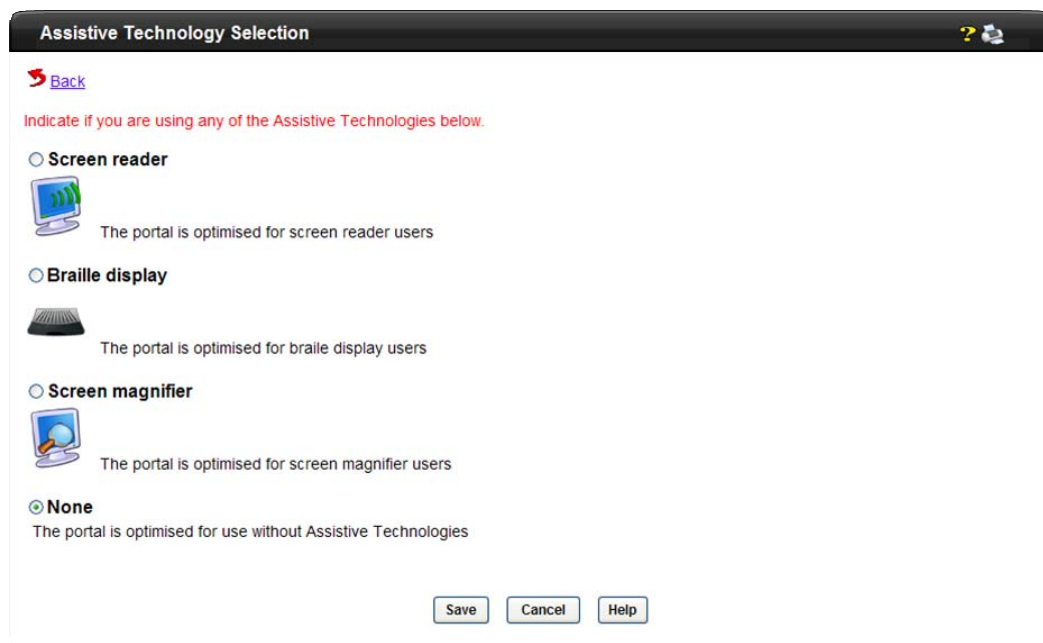 Assistive Technology Selection
?
Back
Indicate if you are using any of the Assistive Technologies below.
Screen reader
The portal is optimised for screen reader users
Braille display
The portal is optimised for braile display users
Screen magnifier
The portal is optimised for screen magnifier users
None
The portal is optimised for use without Assistive Technologies
Save Cancel Help